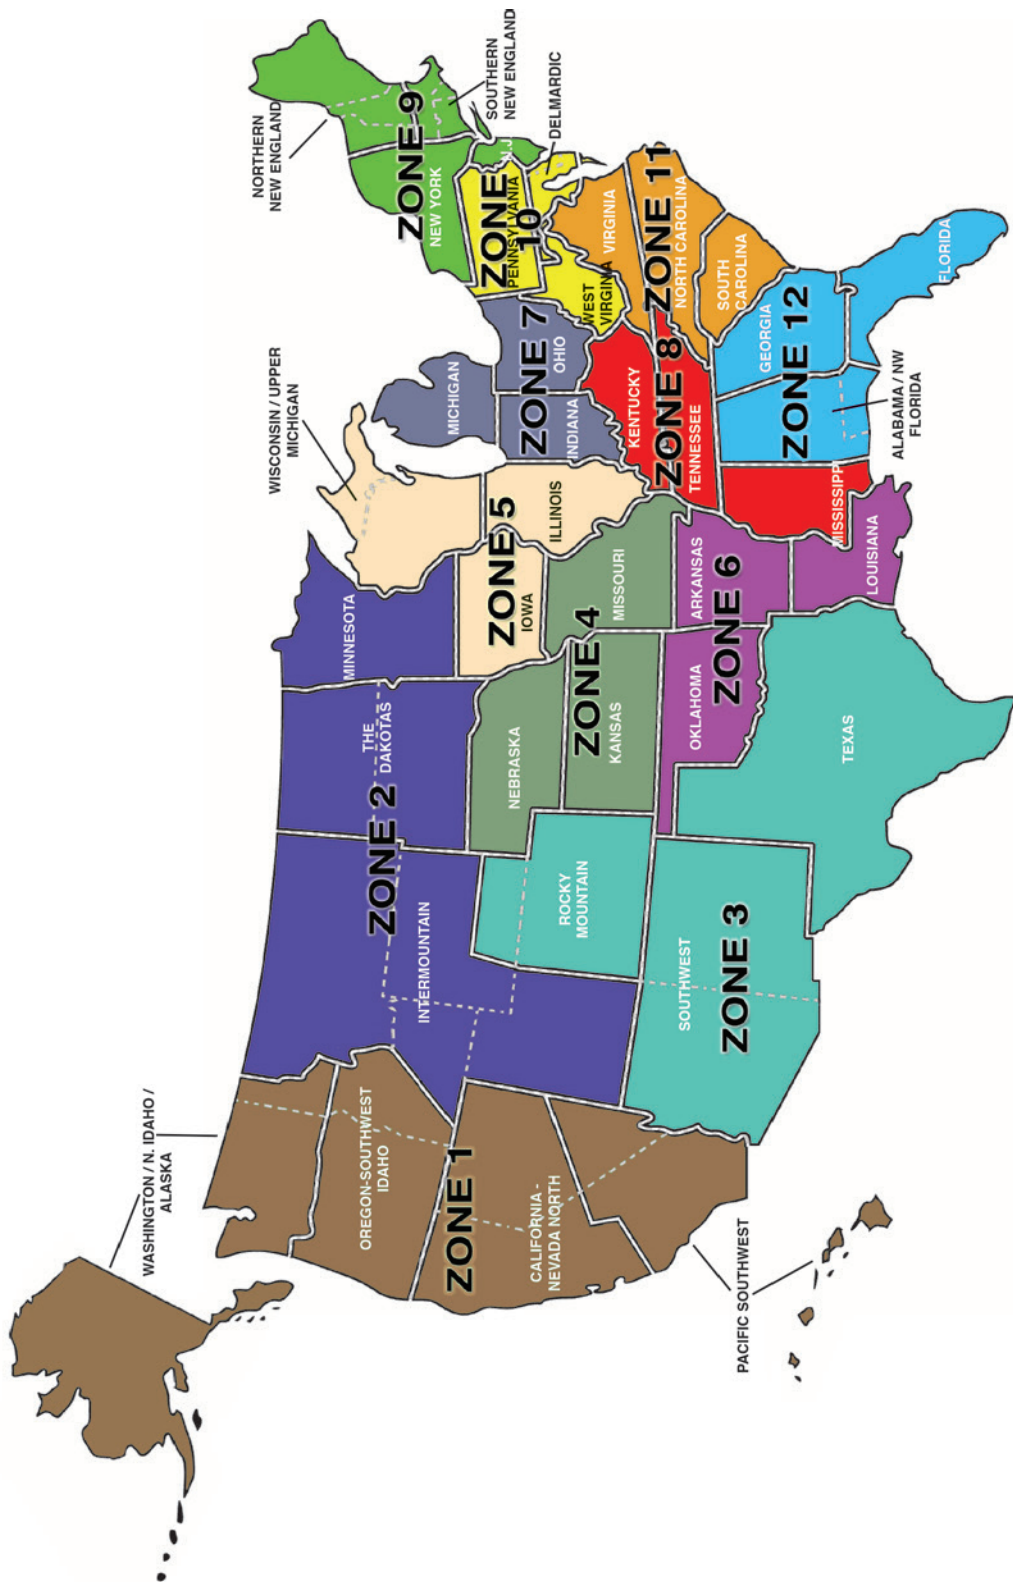 WASHINGTON / N. IDAHO /
ALASKA
OREGON-SOUTHWEST
IDAHO
ZONE 1
CALIFORNIA -
NEVADA NORTH
PACIFIC SOUTHWEST
INTERMOUNTAIN
ZONE 2
THE
DAKOTAS
MINNESOTA
ROCKY
MOUNTAIN
SOUTHWEST
ZONE 3
TEXAS
NEBRASKA
ZONE 4
KANSAS
MISSOURI
WISCONSIN / UPPER
MICHIGAN
ZONE 5
IOWA
ILLINOIS
OKLAHOMA
ARKANSAS
ZONE 6
LOUISIANA
MICHIGAN
ZONE 7
INDIANA
OHIO
KENTUCKY
ZONE 8
TENNESSEE
MISSISSIPPI
NORTHERN
NEW ENGLAND
ZONE 9
NEW YORK
SOUTHERN
NEW ENGLAND
N.J.
ZONE
PENNSYLVANIA
10
DELMARDIC
WEST
VIRGINIA
VIRGINIA
ZONE 11
NORTH CAROLINA
SOUTH
CAROLINA
GEORGIA
ZONE 12
ALABAMA / NW
FLORIDA
FLORIDA